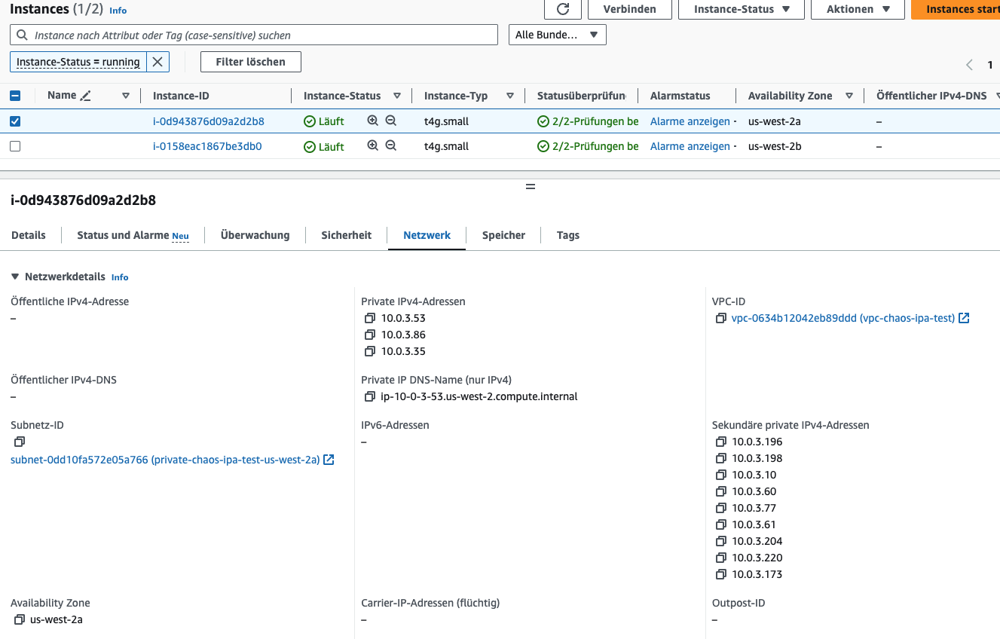 Instances (1/2) Info
Verbinden
Instance-Status
Aktionen
Instances start
Instance nach Attribut oder Tag (case-sensitive) suchen
Alle Bunde...
Instance-Status = running
Filter löschen
1
Name Instance-ID Instance-Status Instance-Typ Statusüberprüfun Alarmstatus Availability Zone Öffentlicher IPv4-DNS
i-0d943876d09a2d2b8 Läuft t4g.small 2/2-Prüfungen be Alarme anzeigen us-west-2a –
i-0158eac1867be3db0 Läuft t4g.small 2/2-Prüfungen be Alarme anzeigen us-west-2b –
i-0d943876d09a2d2b8
Details Status und Alarme Neu Überwachung Sicherheit Netzwerk Speicher Tags
Netzwerkdetails Info
Öffentliche IPv4-Adresse
–
Private IPv4-Adressen
10.0.3.53
10.0.3.86
10.0.3.35
VPC-ID
vpc-0634b12042eb89ddd (vpc-chaos-ipa-test)
Öffentlicher IPv4-DNS
–
Private IP DNS-Name (nur IPv4)
ip-10-0-3-53.us-west-2.compute.internal
Subnetz-ID
subnet-0dd10fa572e05a766 (private-chaos-ipa-test-us-west-2a)
IPv6-Adressen
–
Sekundäre private IPv4-Adressen
10.0.3.196
10.0.3.198
10.0.3.10
10.0.3.60
10.0.3.77
10.0.3.61
10.0.3.204
10.0.3.220
10.0.3.173
Availability Zone
us-west-2a
Carrier-IP-Adressen (flüchtig)
–
Outpost-ID
–